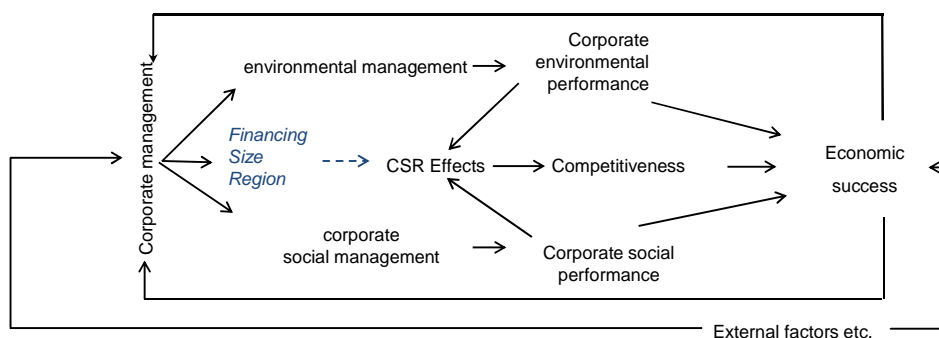 Corporate management
environmental management
Corporate
environmental
performance
Financing
Size
Region
CSR Effects
Competitiveness
Economic
success
corporate
social management
Corporate social
performance
External factors etc.